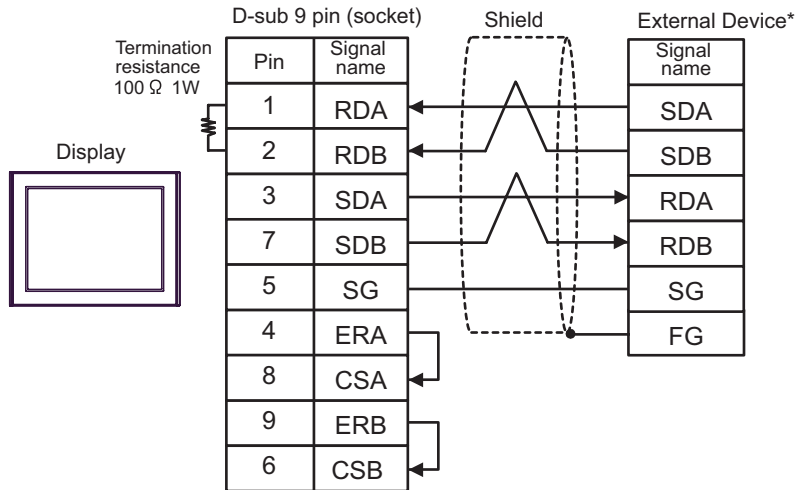 D-sub 9 pin (socket)
Shield
External Device*
Termination
resistance
100 Ω 1W
Display
Pin Signal name
1 RDA
2 RDB
3 SDA
7 SDB
5 SG
4 ERA
8 CSA
9 ERB
6 CSB
Signal
name
SDA
SDB
RDA
RDB
SG
FG